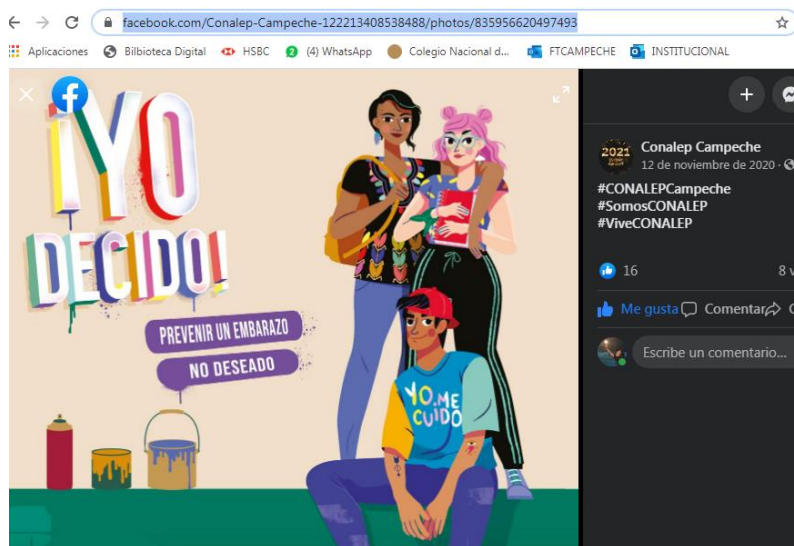 facebook.com/Conalep-Campeche-122213408538488/photos/835956620497493
Aplicaciones Bilbioteca Digital HSBC (4) WhatsApp Colegio Nacional d... FTCAMPECHE INSTITUCIONAL
¡YO
DECIDO!
PREVENIR UN EMBARAZO
NO DESEADO
YO.ME
CUIDO
2021
Conalep Campeche
12 de noviembre de 2020
#CONALEPCampeche
#SomosCONALEP
#ViveCONALEP
16 8 v
Me gusta Comentar
Escribe un comentario...